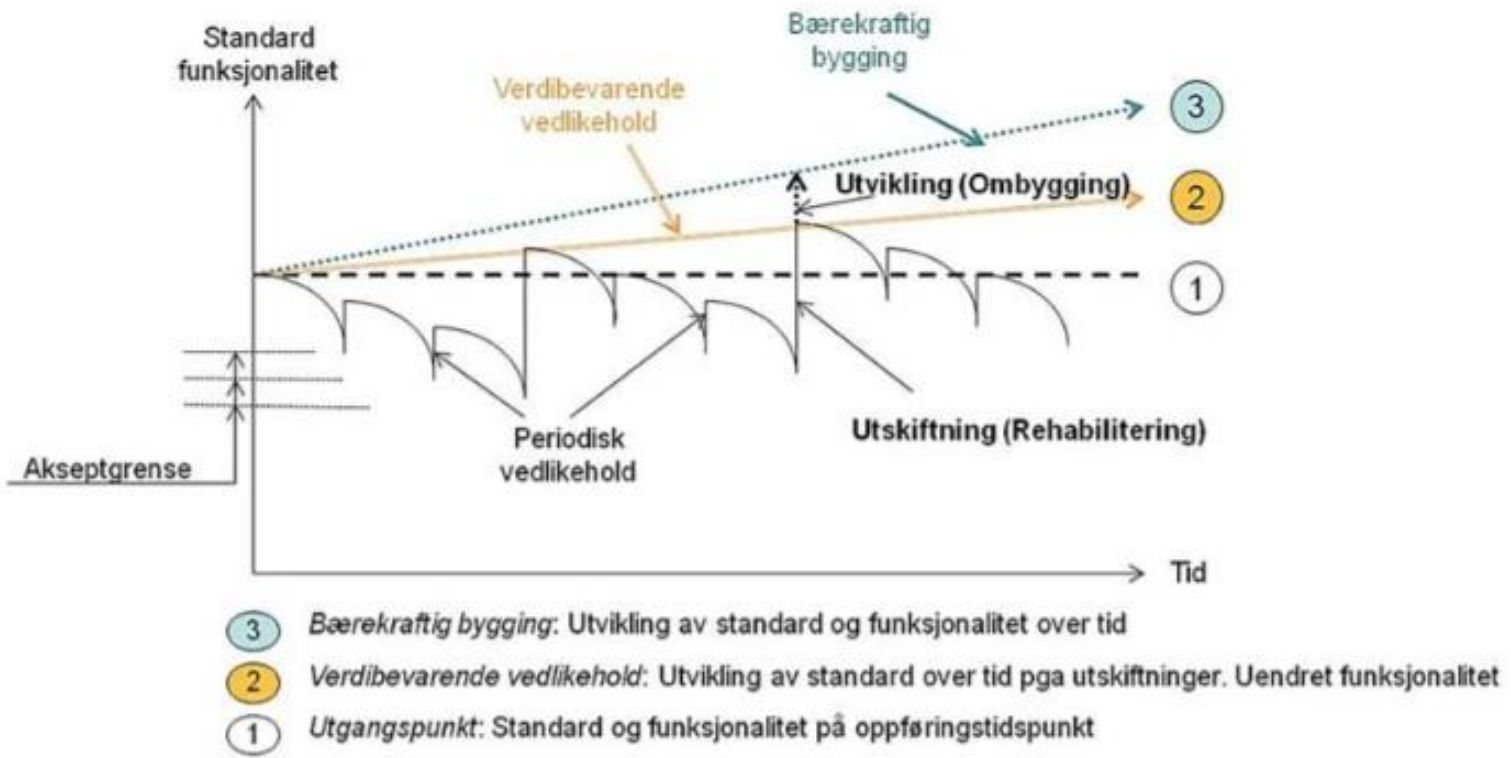 Standard
funksjonalitet
Bærekraftig
bygging
Verdibevarende
vedlikehold
3
Utvikling (Ombygging)
2
1
Periodisk
vedlikehold
Utskiftning (Rehabilitering)
Akseptgrense
Tid
3 Bærekraftig bygging: Utvikling av standard og funksjonalitet over tid
2 Verdibevarende vedlikehold: Utvikling av standard over tid pga utskiftninger. Uendret funksjonalitet
1 Utgangspunkt: Standard og funksjonalitet på oppføringstidspunkt